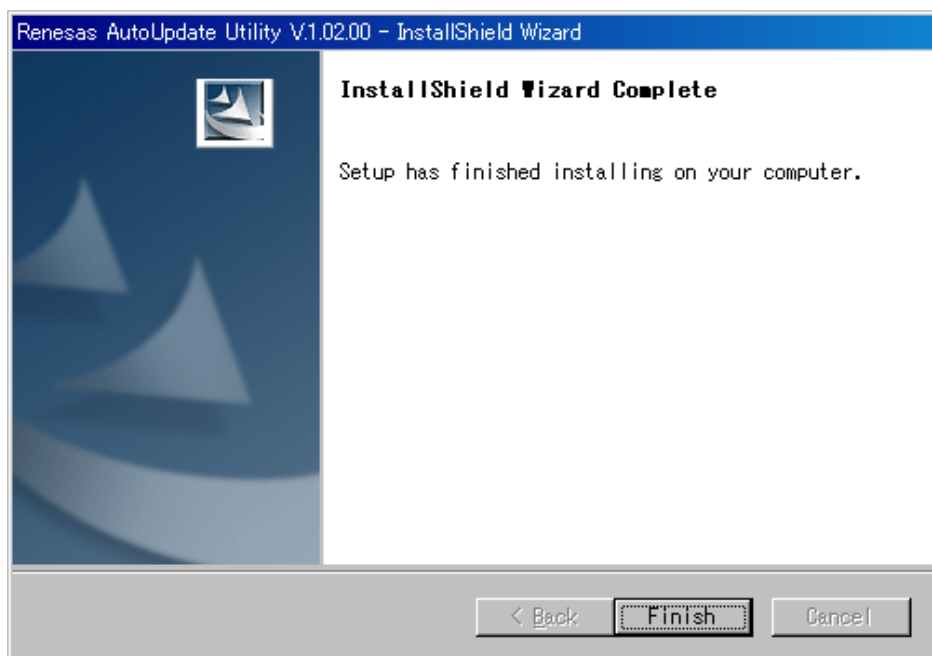 Renesas AutoUpdate Utility V.1.02.00 - InstallShield Wizard
InstallShield Wizard Complete
Setup has finished installing on your computer.
< Back Finish Cancel